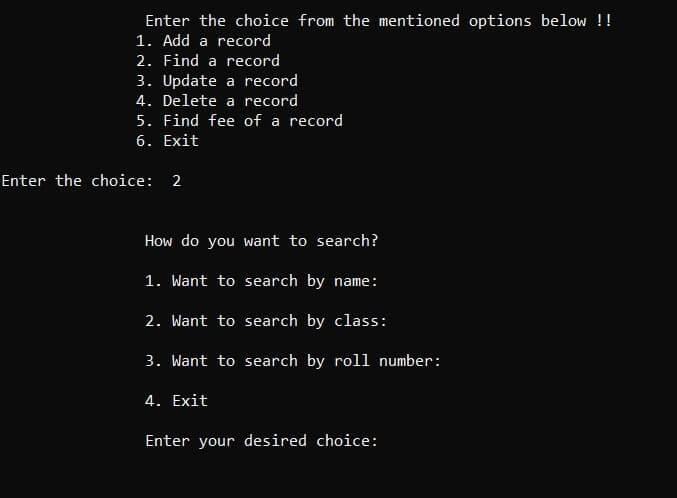 Enter the choice from the mentioned options below !!
1. Add a record
2. Find a record
3. Update a record
4. Delete a record
5. Find fee of a record
6. Exit
Enter the choice:  2
How do you want to search?
1. Want to search by name:
2. Want to search by class:
3. Want to search by roll number:
4. Exit
Enter your desired choice: